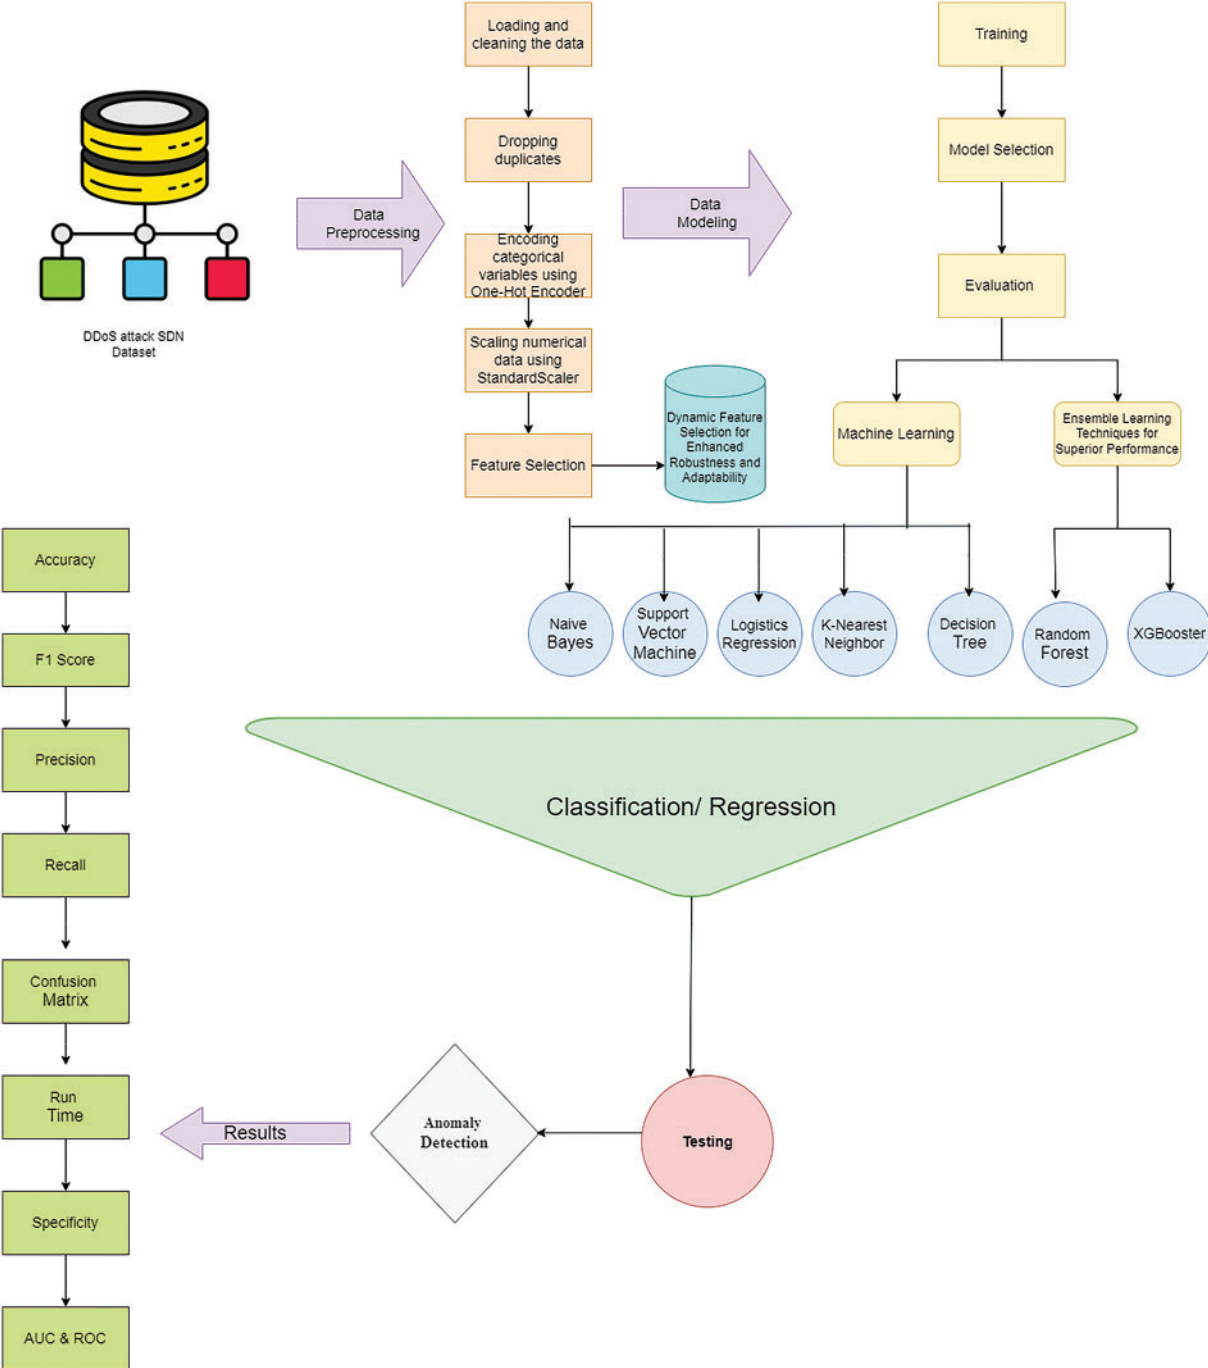 DDoS attack SDN
Dataset
Data
Preprocessing
Loading and
cleaning the data
Dropping
duplicates
Encoding
categorical
variables using
One-Hot Encoder
Scaling numerical
data using
StandardScaler
Feature Selection
Dynamic Feature
Selection for
Enhanced
Robustness and
Adaptability
Data
Modeling
Training
Model Selection
Evaluation
Machine Learning
Ensemble Learning
Techniques for
Superior Performance
Naive
Bayes
Support
Vector
Machine
Logistics
Regression
K-Nearest
Neighbor
Decision
Tree
Random
Forest
XGBooster
Classification/ Regression
Testing
Anomaly
Detection
Results
Accuracy
F1 Score
Precision
Recall
Confusion
Matrix
Run
Time
Specificity
AUC & ROC